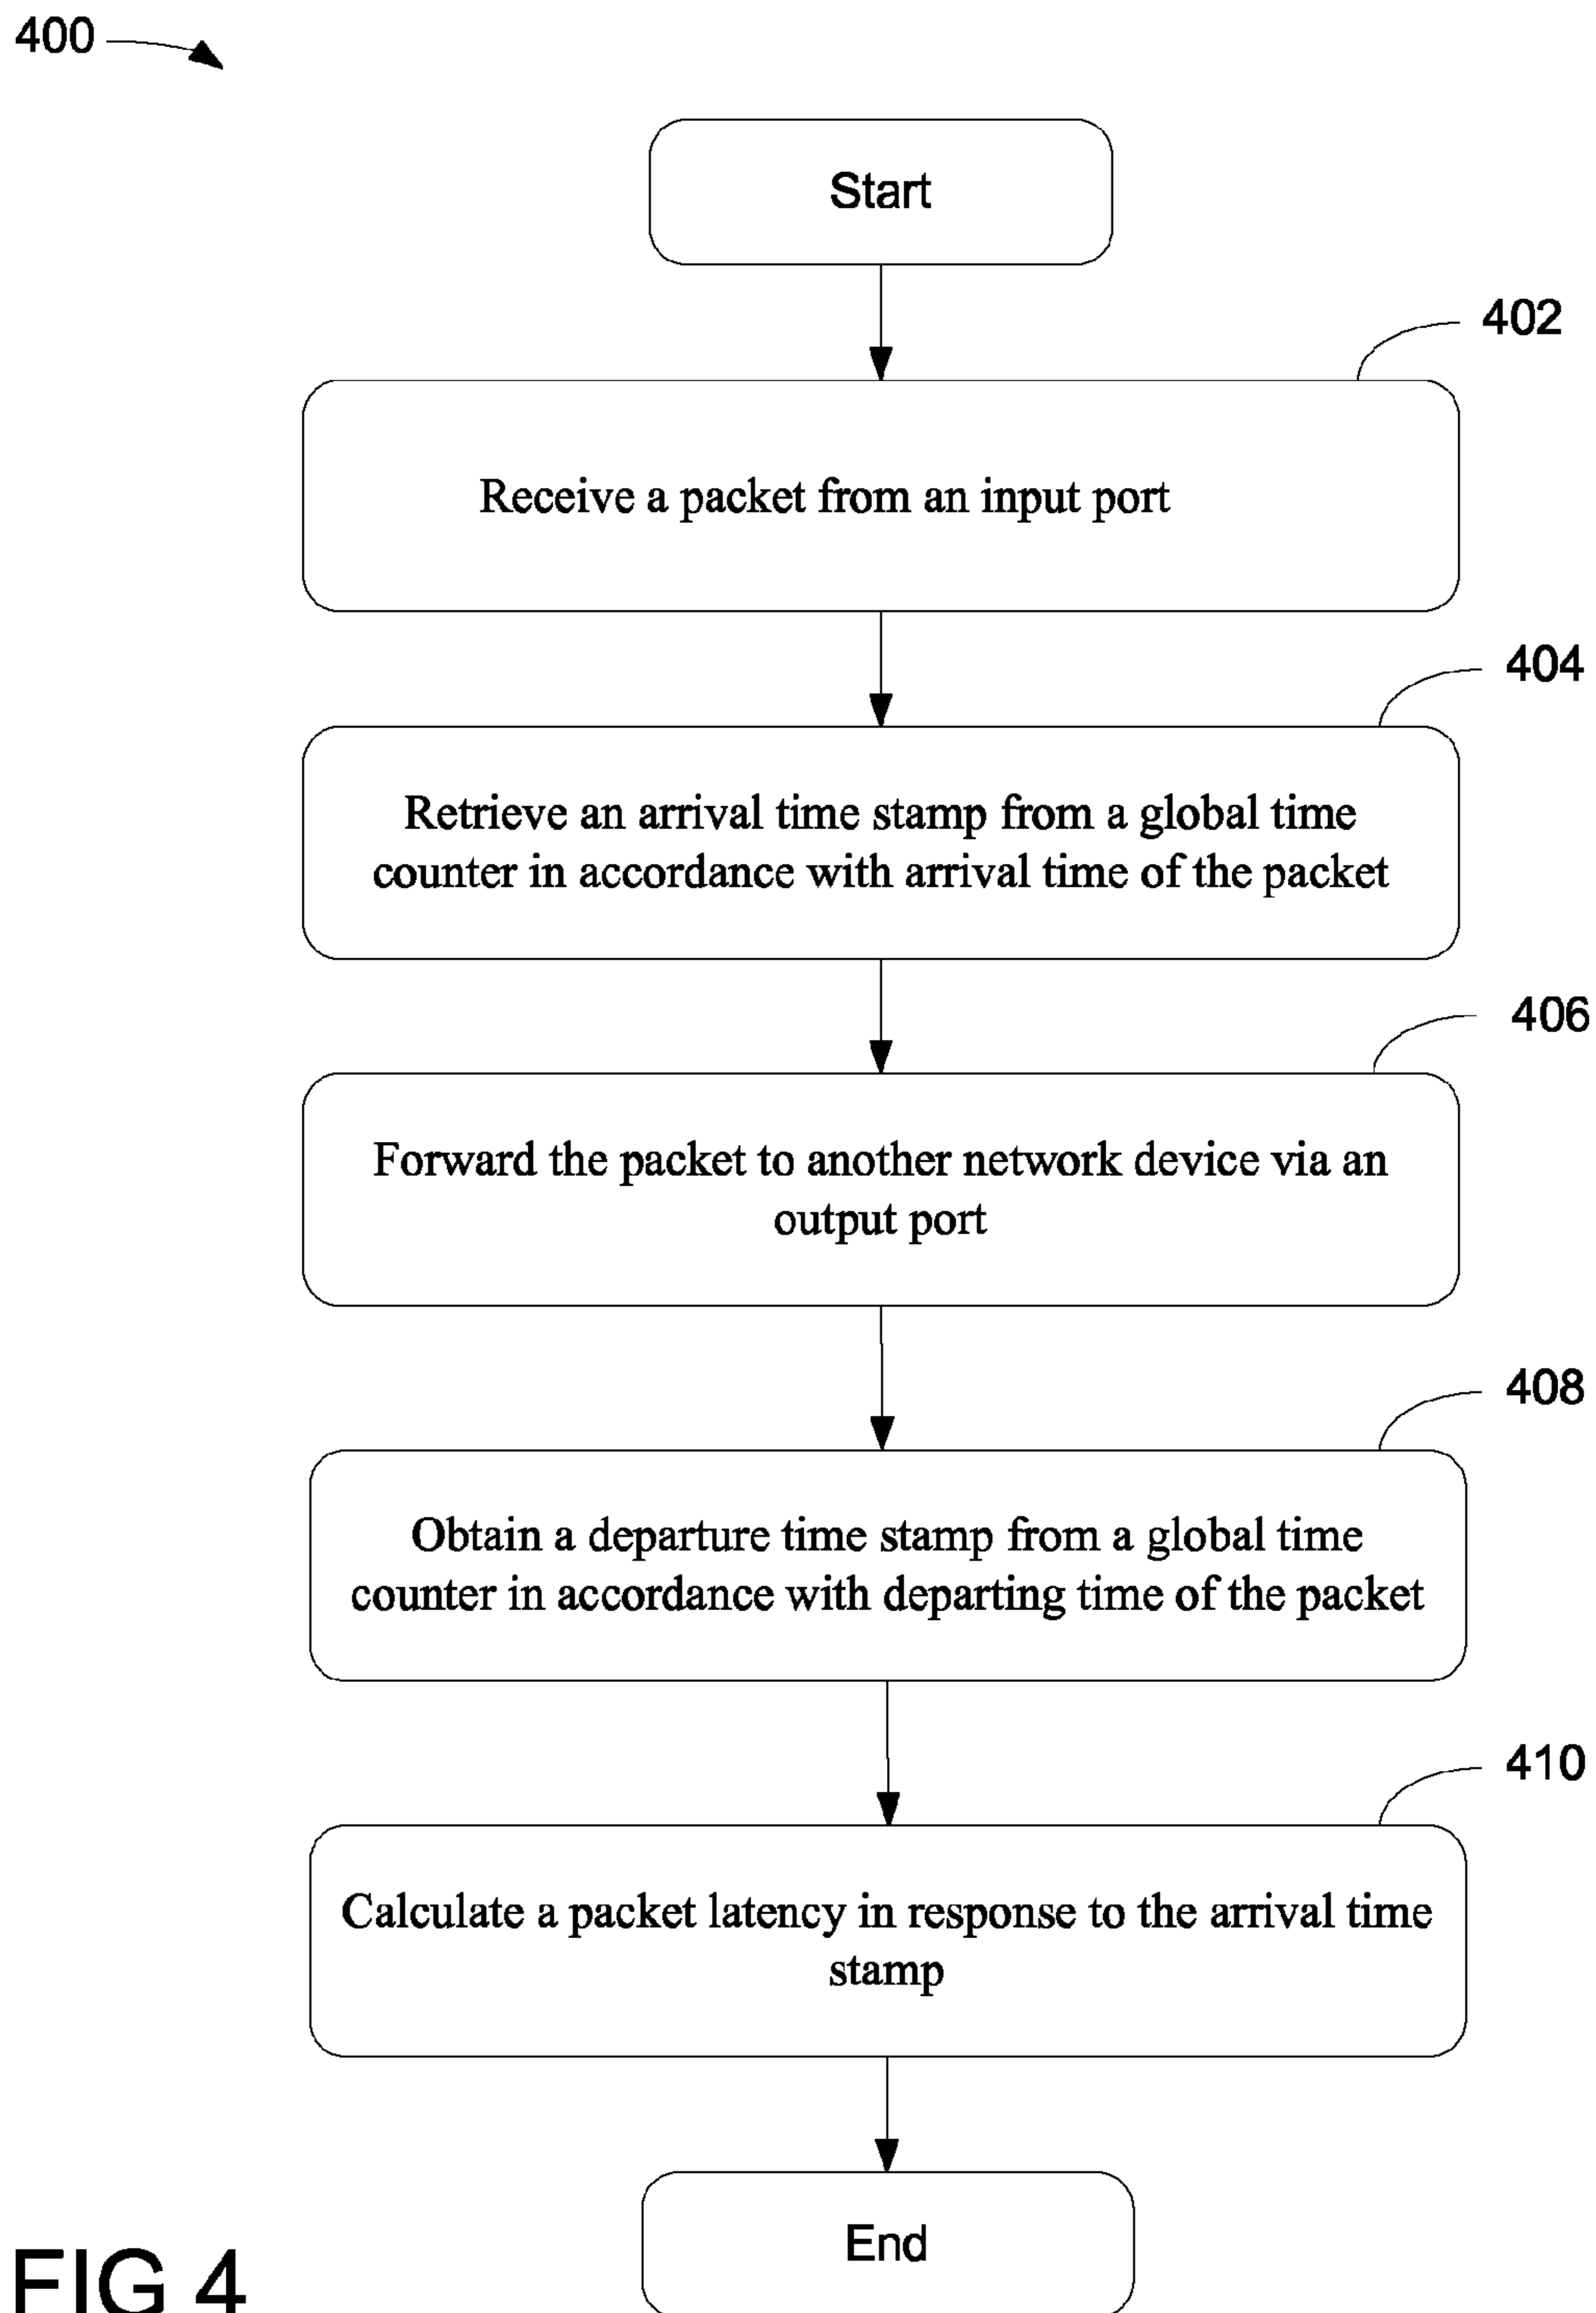 400
Start
402
Receive a packet from an input port
404
Retrieve an arrival time stamp from a global time
counter in accordance with arrival time of the packet
406
Forward the packet to another network device via an
output port
408
Obtain a departure time stamp from a global time
counter in accordance with departing time of the packet
410
Calculate a packet latency in response to the arrival time
stamp
End
FIG 4